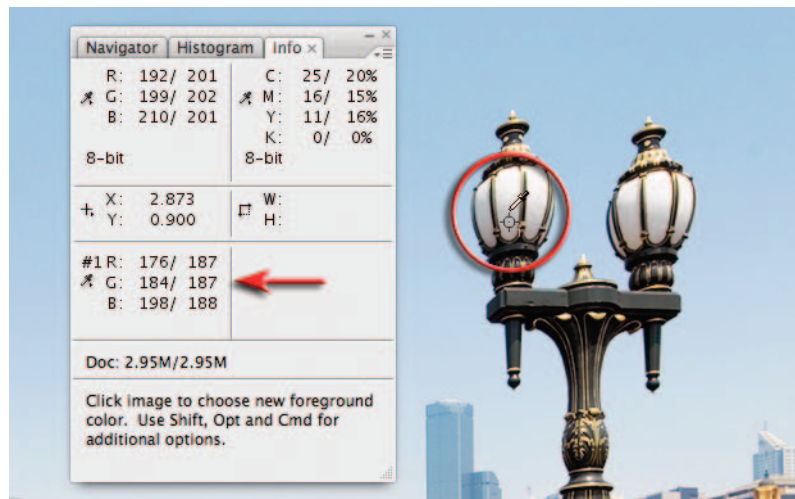 Navigator Histogram Info ×
R: 192/ 201 C: 25/ 20%
G: 199/ 202 M: 16/ 15%
B: 210/ 201 Y: 11/ 16%
K: 0/ 0%
8-bit 8-bit
X: 2.873 W:
Y: 0.900 H:
#1 R: 176/ 187
G: 184/ 187
B: 198/ 188
Doc: 2.95M/2.95M
Click image to choose new foreground
color. Use Shift, Opt and Cmd for
additional options.